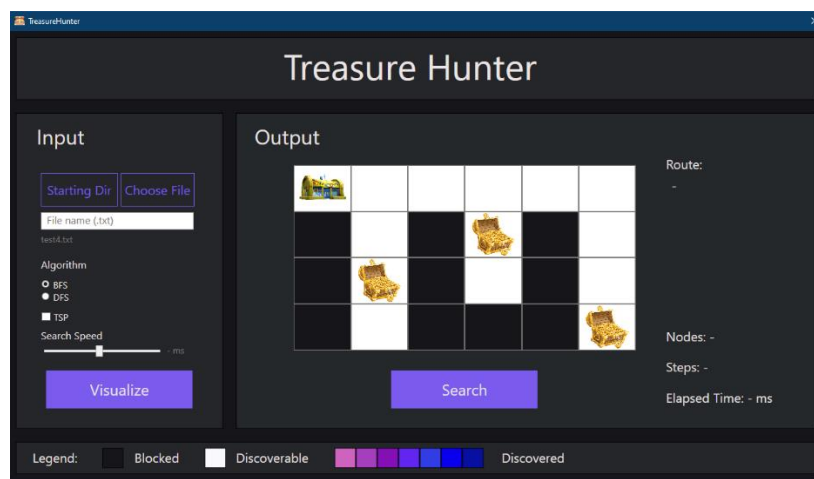 TreasureHunter
Treasure Hunter
Input
Starting Dir
Choose File
File name (.txt)
test4.txt
Algorithm
BFS
DFS
TSP
Search Speed
- ms
Visualize
Output
Route:
-
Nodes: -
Steps: -
Elapsed Time: - ms
Search
Legend: Blocked Discoverable Discovered